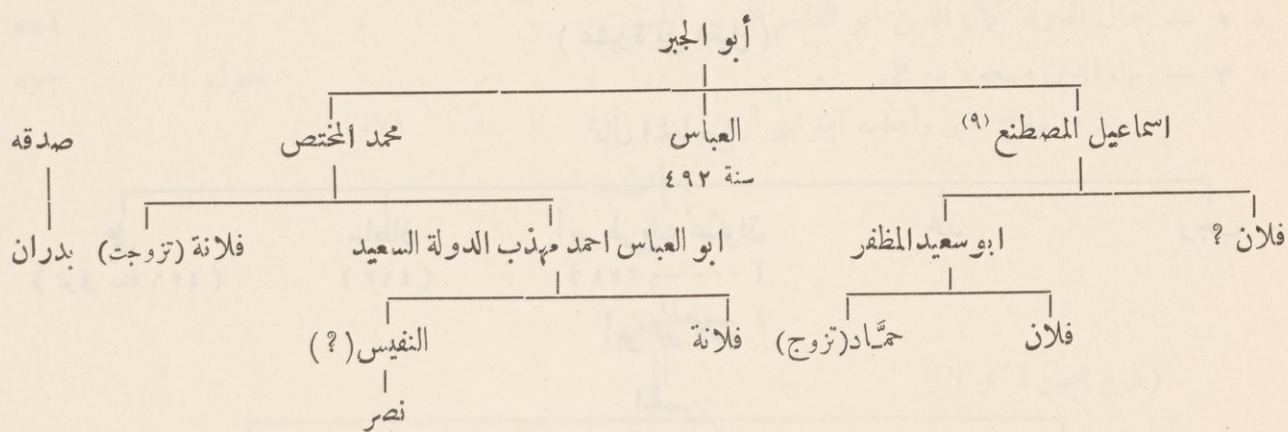 أبو الجبر
اسماعيل المصطنع (٩) العباس محمد المختص صدقه
سنة ٤٩٢
فلان ? ابو سعيد المظفر ابو العباس احمد مهذب الدولة السعيد فلانة (تزوجت) بدران
فلان حمَّاد (تزوج) فلانة النفيس (?)
نصر